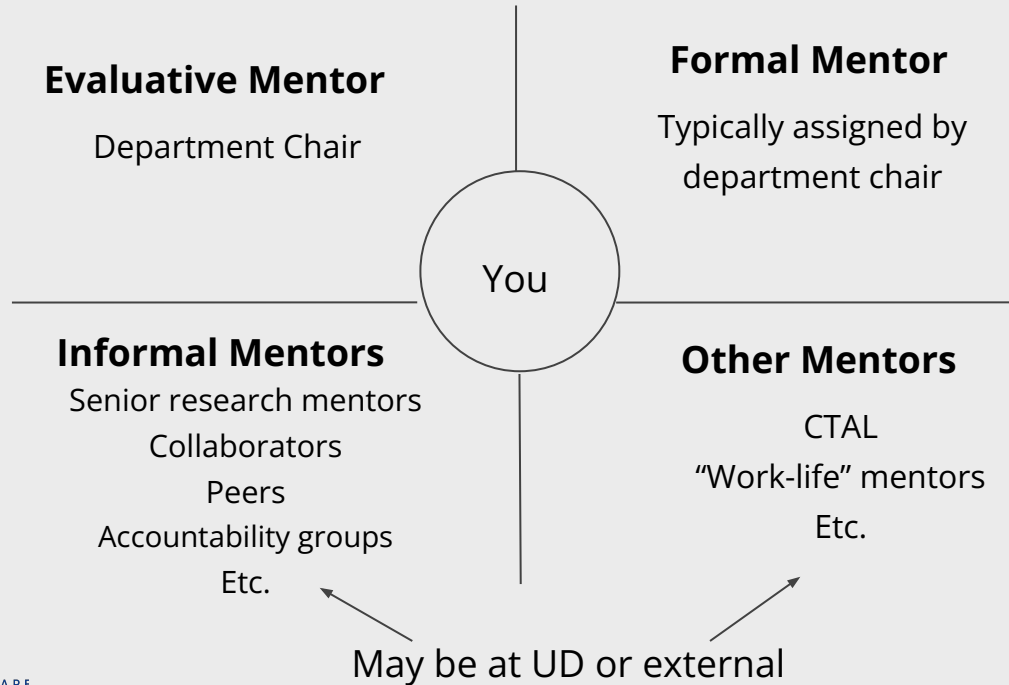 Evaluative Mentor
Department Chair
Formal Mentor
Typically assigned by
department chair
You
Informal Mentors
Senior research mentors
Collaborators
Peers
Accountability groups
Etc.
Other Mentors
CTAL
“Work-life” mentors
Etc.
May be at UD or external